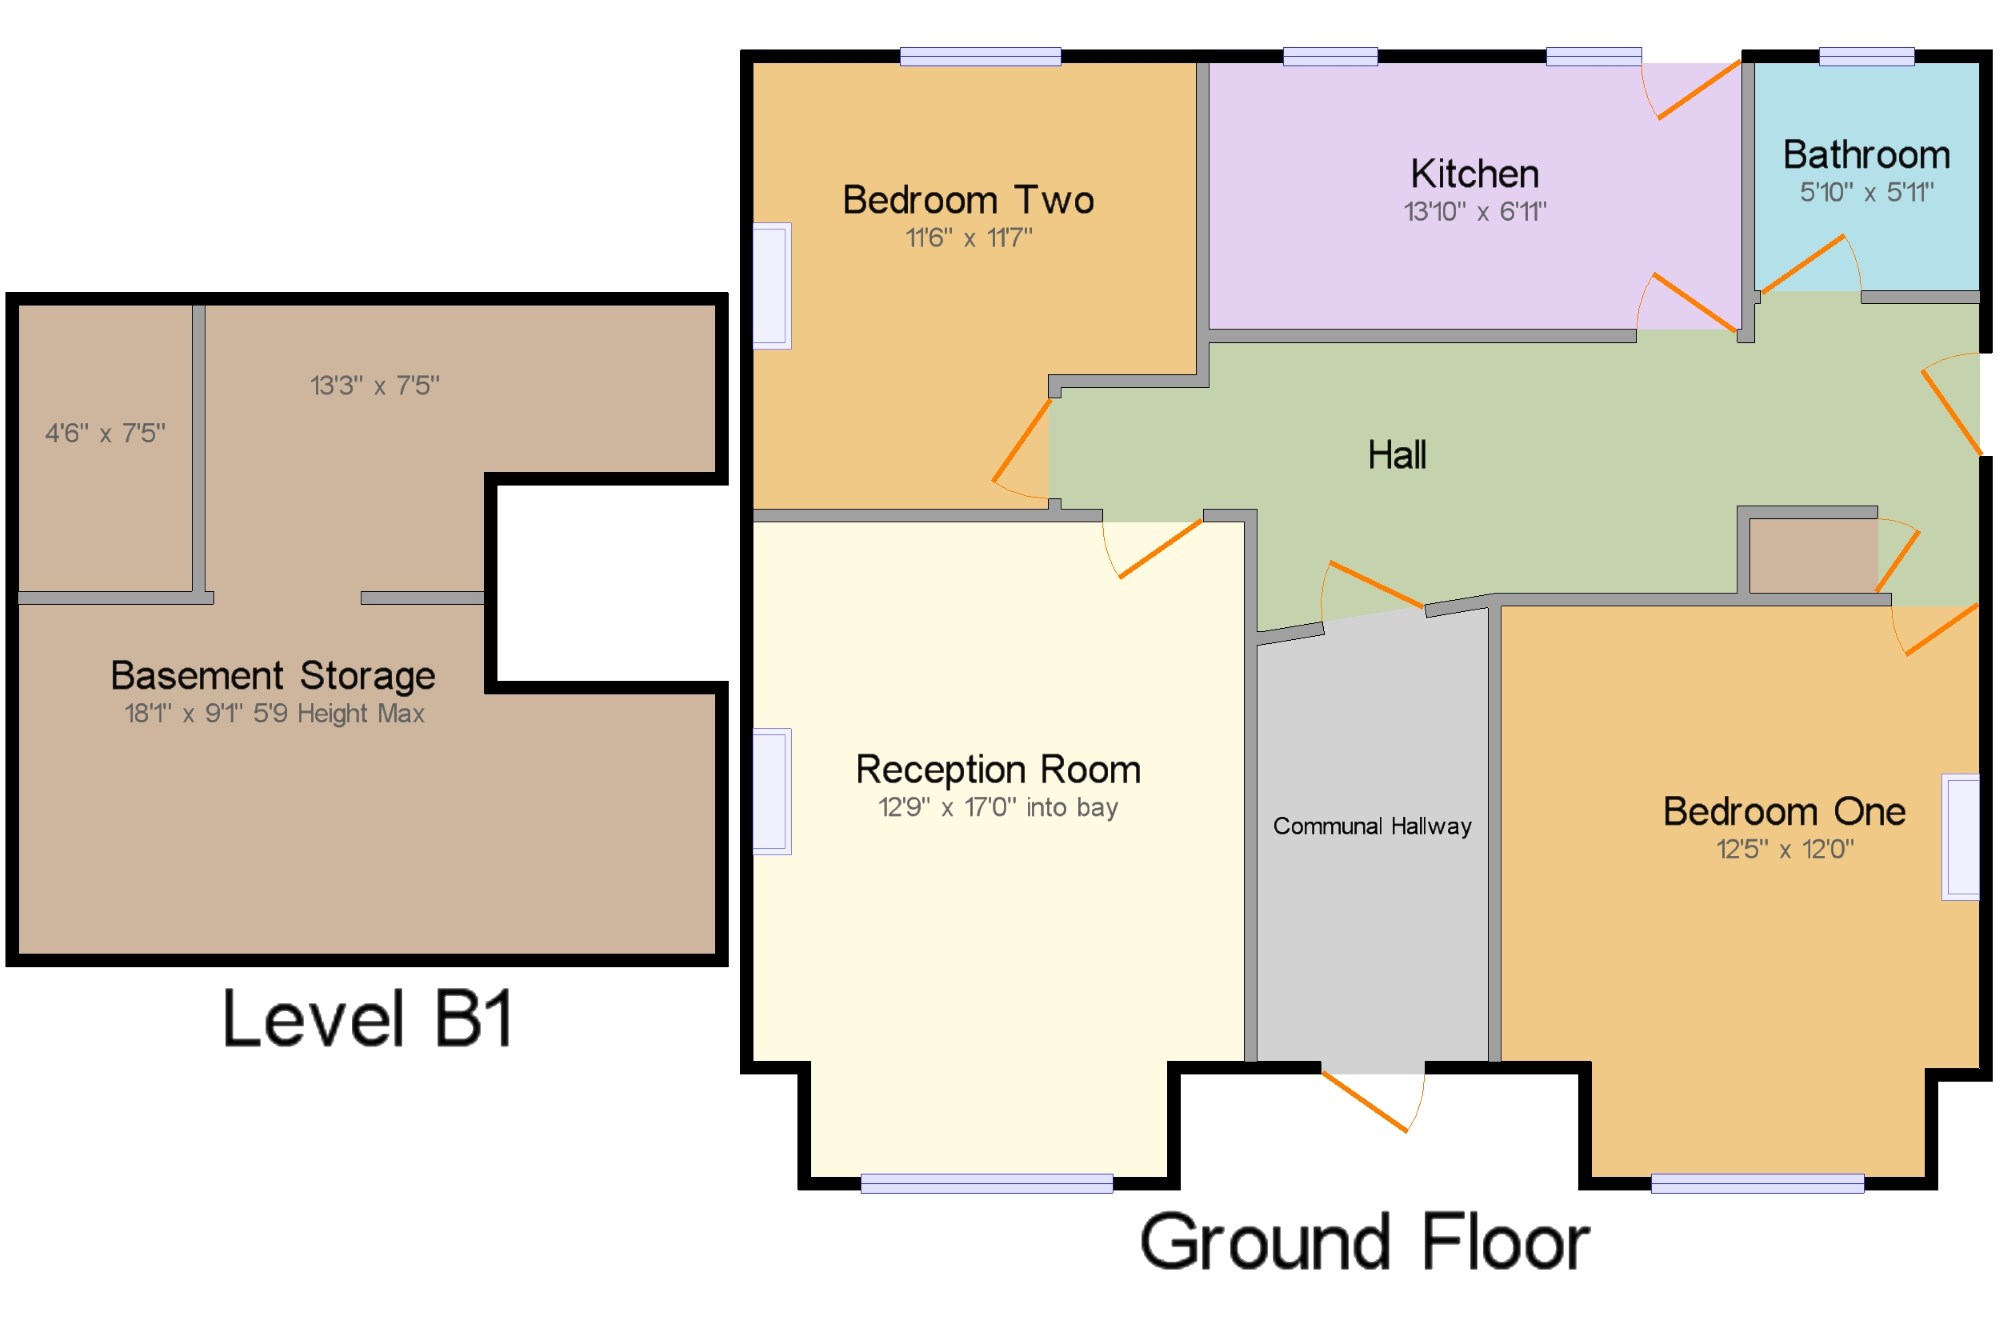 Bedroom Two
11'6" x 11'7"
Kitchen
13'10" x 6'11"
Bathroom
5'10" x 5'11"
13'3" x 7'5"
4'6" x 7'5"
Hall
Basement Storage
18'1" x 9'1" 5'9 Height Max
Reception Room
12'9" x 17'0" into bay
Communal Hallway
Bedroom One
12'5" x 12'0"
Level B1
Ground Floor